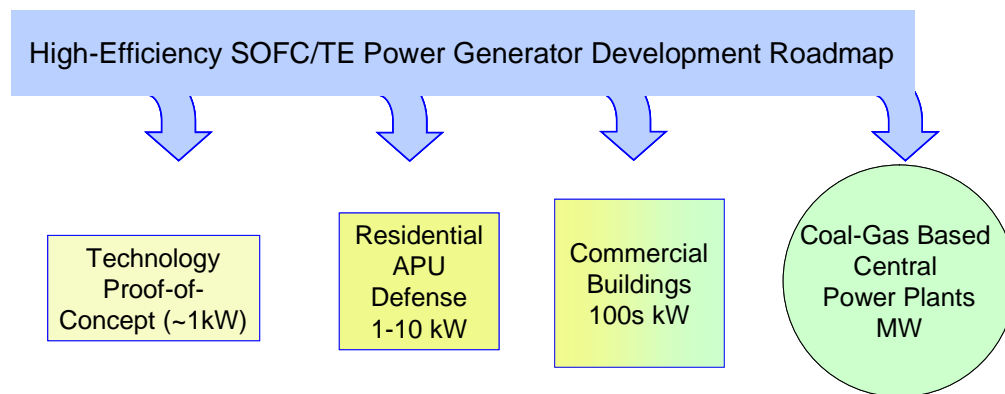 High-Efficiency SOFC/TE Power Generator Development Roadmap
Technology
Proof-of-
Concept (~1kW)
Residential
APU
Defense
1-10 kW
Commercial
Buildings
100s kW
Coal-Gas Based
Central
Power Plants
MW